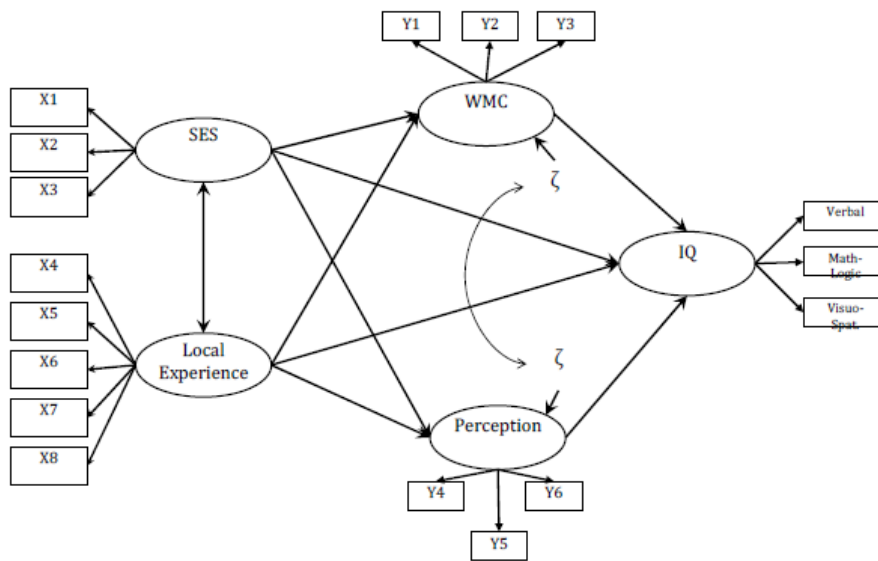 Y1
Y2
Y3
X1
X2
X3
SES
WMC
ζ
X4
X5
X6
X7
X8
Local
Experience
IQ
Verbal
Math-
Logic
Visuo-
Spat.
ζ
Perception
Y4
Y6
Y5